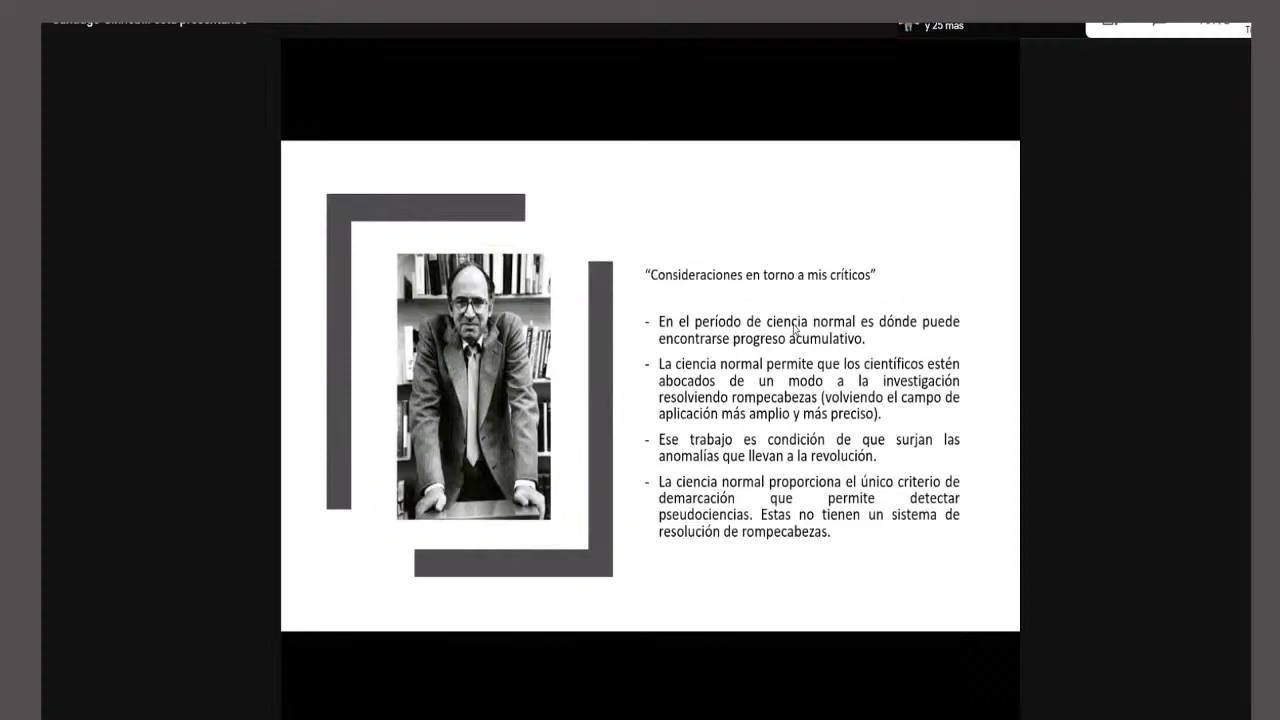 y 25 más
“Consideraciones en torno a mis críticos”
- En el período de ciencia normal es dónde puede
encontrarse progreso acumulativo.
- La ciencia normal permite que los científicos estén
abocados de un modo a la investigación
resolviendo rompecabezas (volviendo el campo de
aplicación más amplio y más preciso).
- Ese trabajo es condición de que surjan las
anomalías que llevan a la revolución.
- La ciencia normal proporciona el único criterio de
demarcación que permite detectar
pseudociencias. Estas no tienen un sistema de
resolución de rompecabezas.